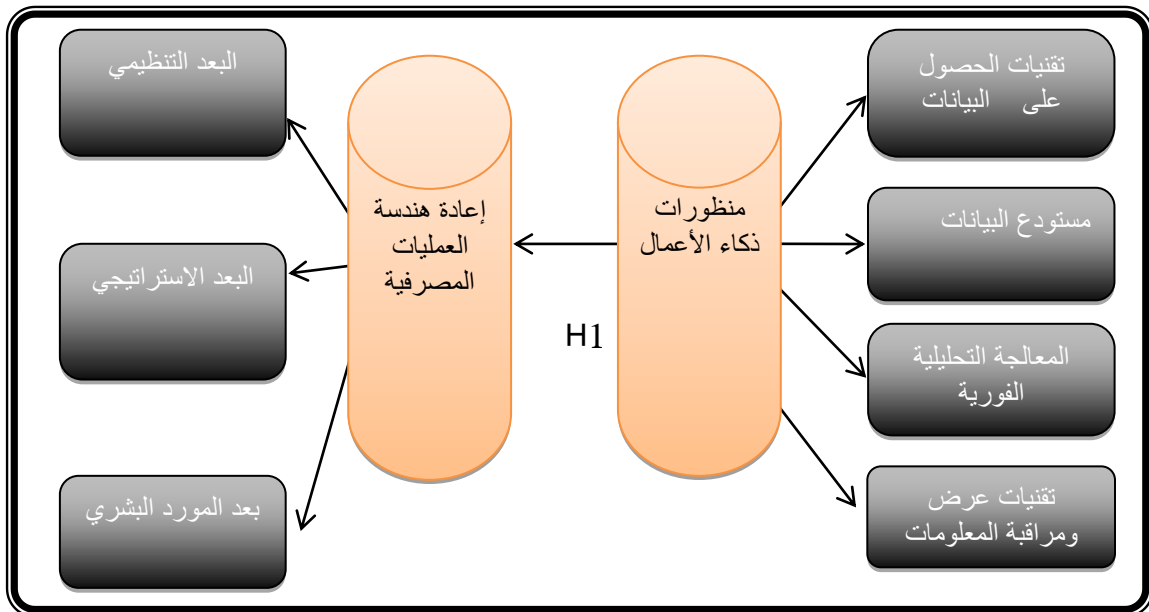 تقنيات الحصول
على البيانات
مستودع البيانات
المعالجة التحليلية
الفورية
تقنيات عرض
ومراقبة المعلومات
منظورات
ذكاء الأعمال
H1
إعادة هندسة
العمليات
المصرفية
البعد التنظيمي
البعد الاستراتيجي
بعد المورد البشري